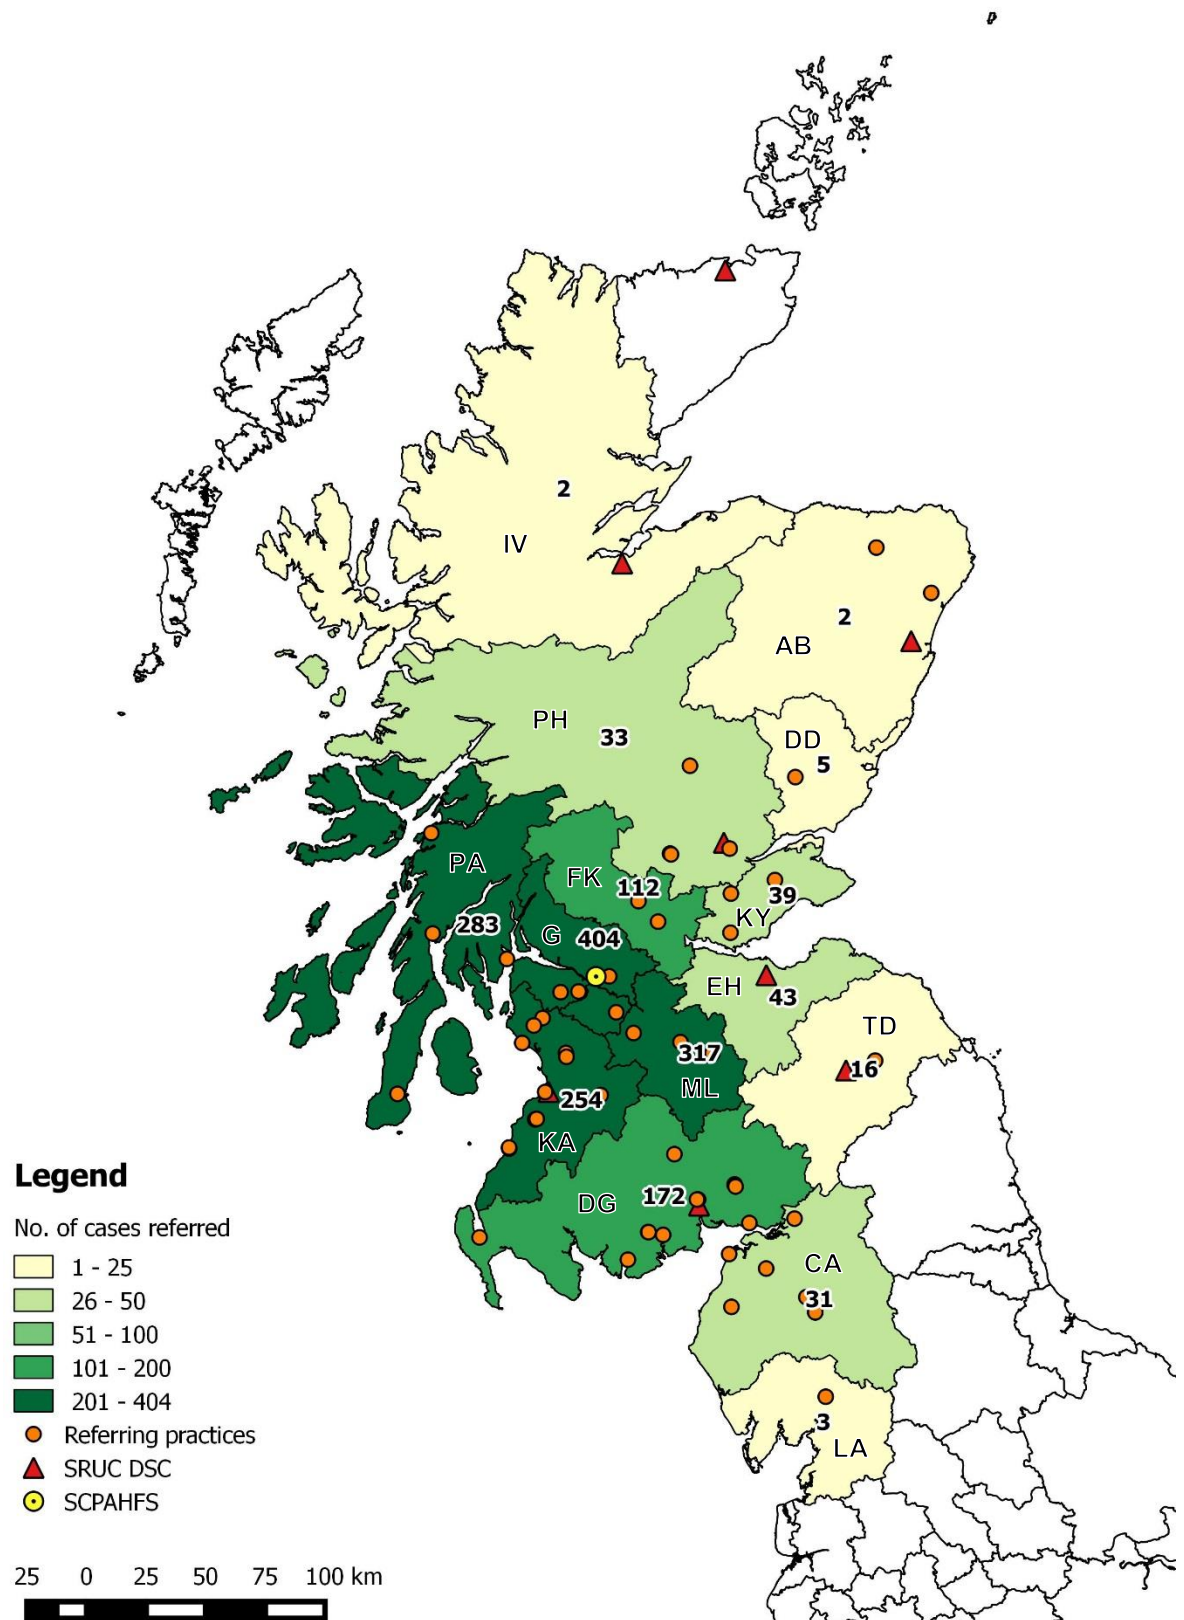 2
IV
2
AB
PH
33
DD
5
PA
FK
112
39
KY
283
G
404
EH
43
TD
317
16
ML
254
KA
172
DG
CA
31
3
LA
Legend
No. of cases referred
1 - 25
26 - 50
51 - 100
101 - 200
201 - 404
Referring practices
SRUC DSC
SCPAHFS
25 0 25 50 75 100 km